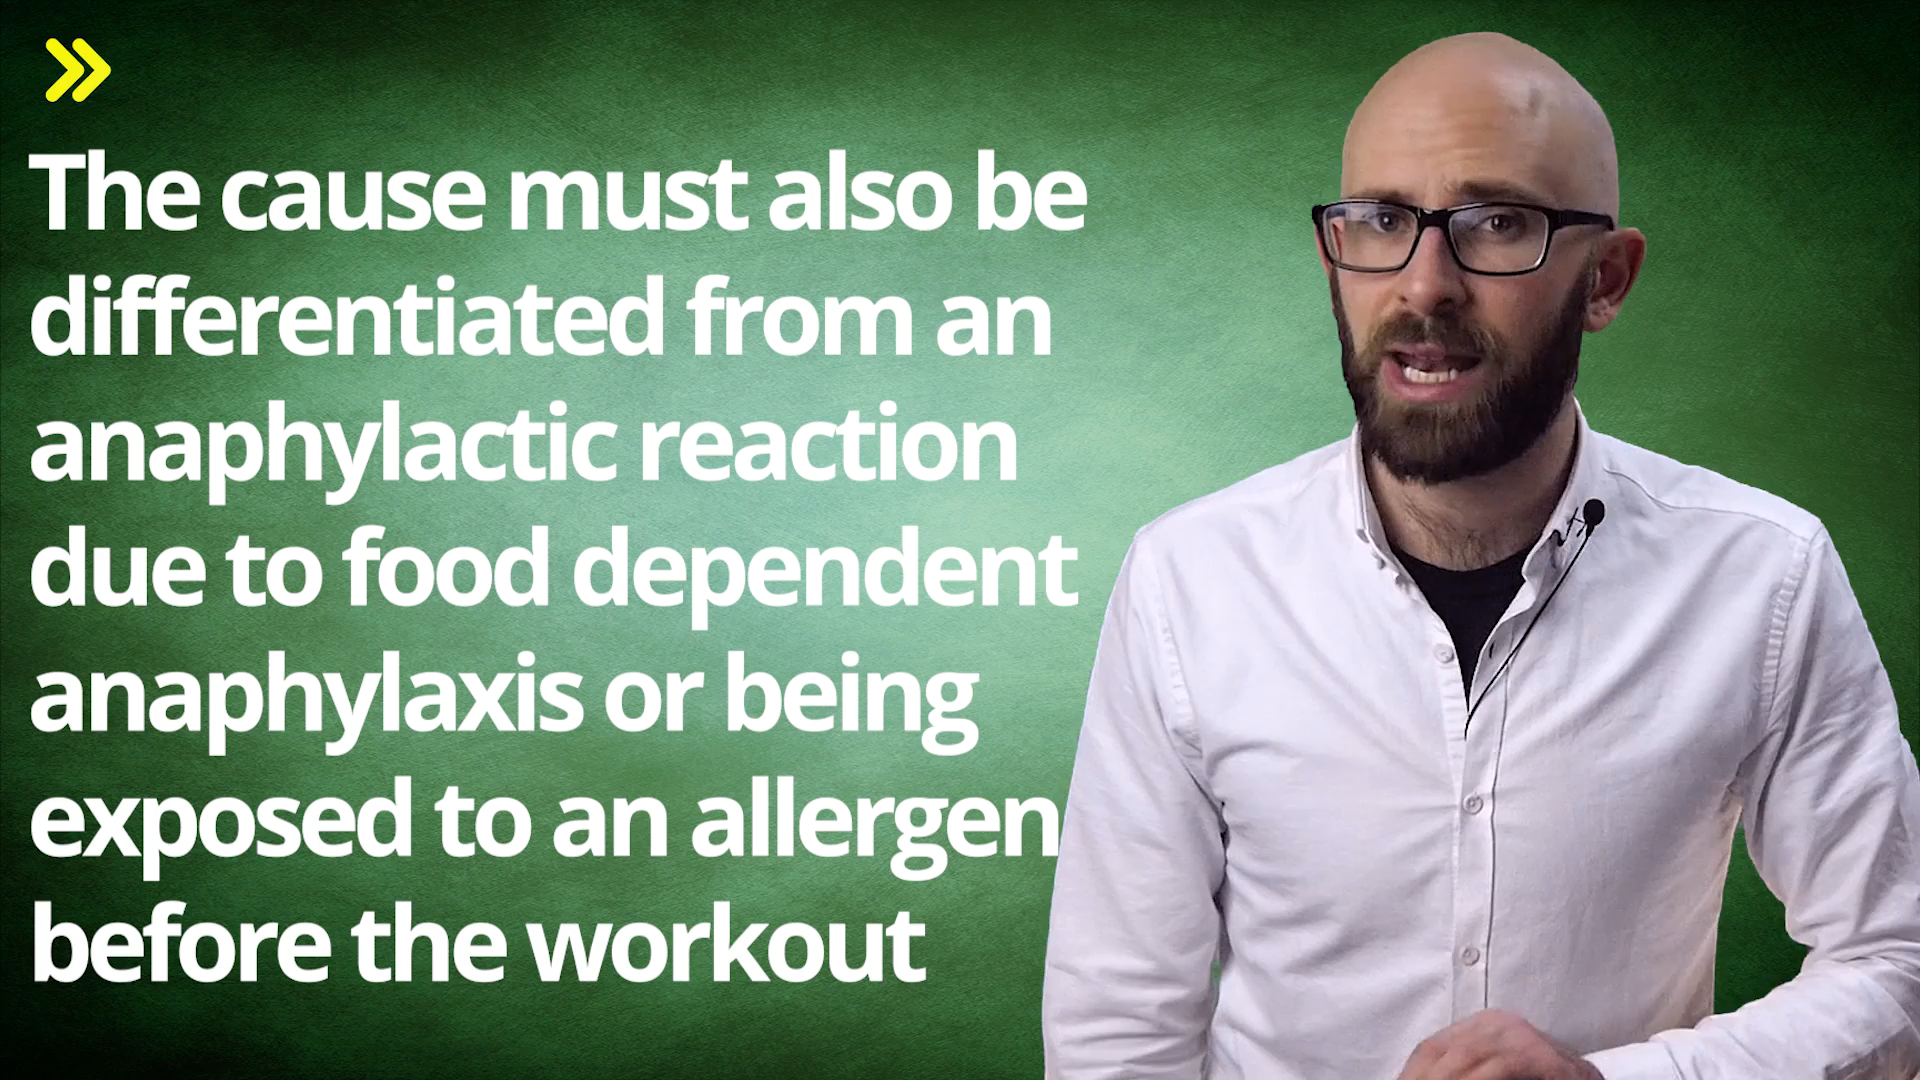 The cause must also be
differentiated from an
anaphylactic reaction
due to food dependent
anaphylaxis or being
exposed to an allergen
before the workout